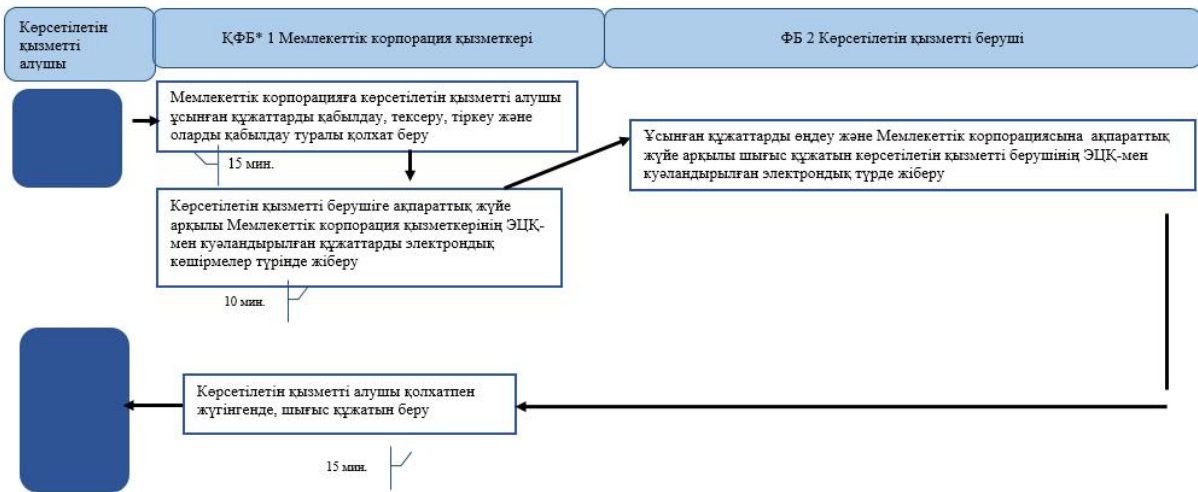 Көрсетілетін
қызметті
алушы
ҚФБ* 1 Мемлекеттік корпорация қызметкері
ФБ 2 Көрсетілетін қызметті беруші
Мемлекеттік корпорацияға көрсетілетін қызметті алушы
ұсынған құжаттарды қабылдау, тексеру, тіркеу және
оларды қабылдау туралы қолхат беру
15 мин.
Ұсынған құжаттарды өңдеу және Мемлекеттік корпорациясына ақпараттық
жүйе арқылы шығыс құжатын көрсетілетін қызметті берушінің ЭЦҚ-мен
куәландырылған электрондық түрде жіберу
Көрсетілетін қызметті берушіге ақпараттық жүйе
арқылы Мемлекеттік корпорация қызметкерінің ЭЦҚ-
мен куәландырылған құжаттарды электрондық
көшірмелер түрінде жіберу
10 мин.
Көрсетілетін қызметті алушы қолхатпен
жүгінгенде, шығыс құжатын беру
15 мин.